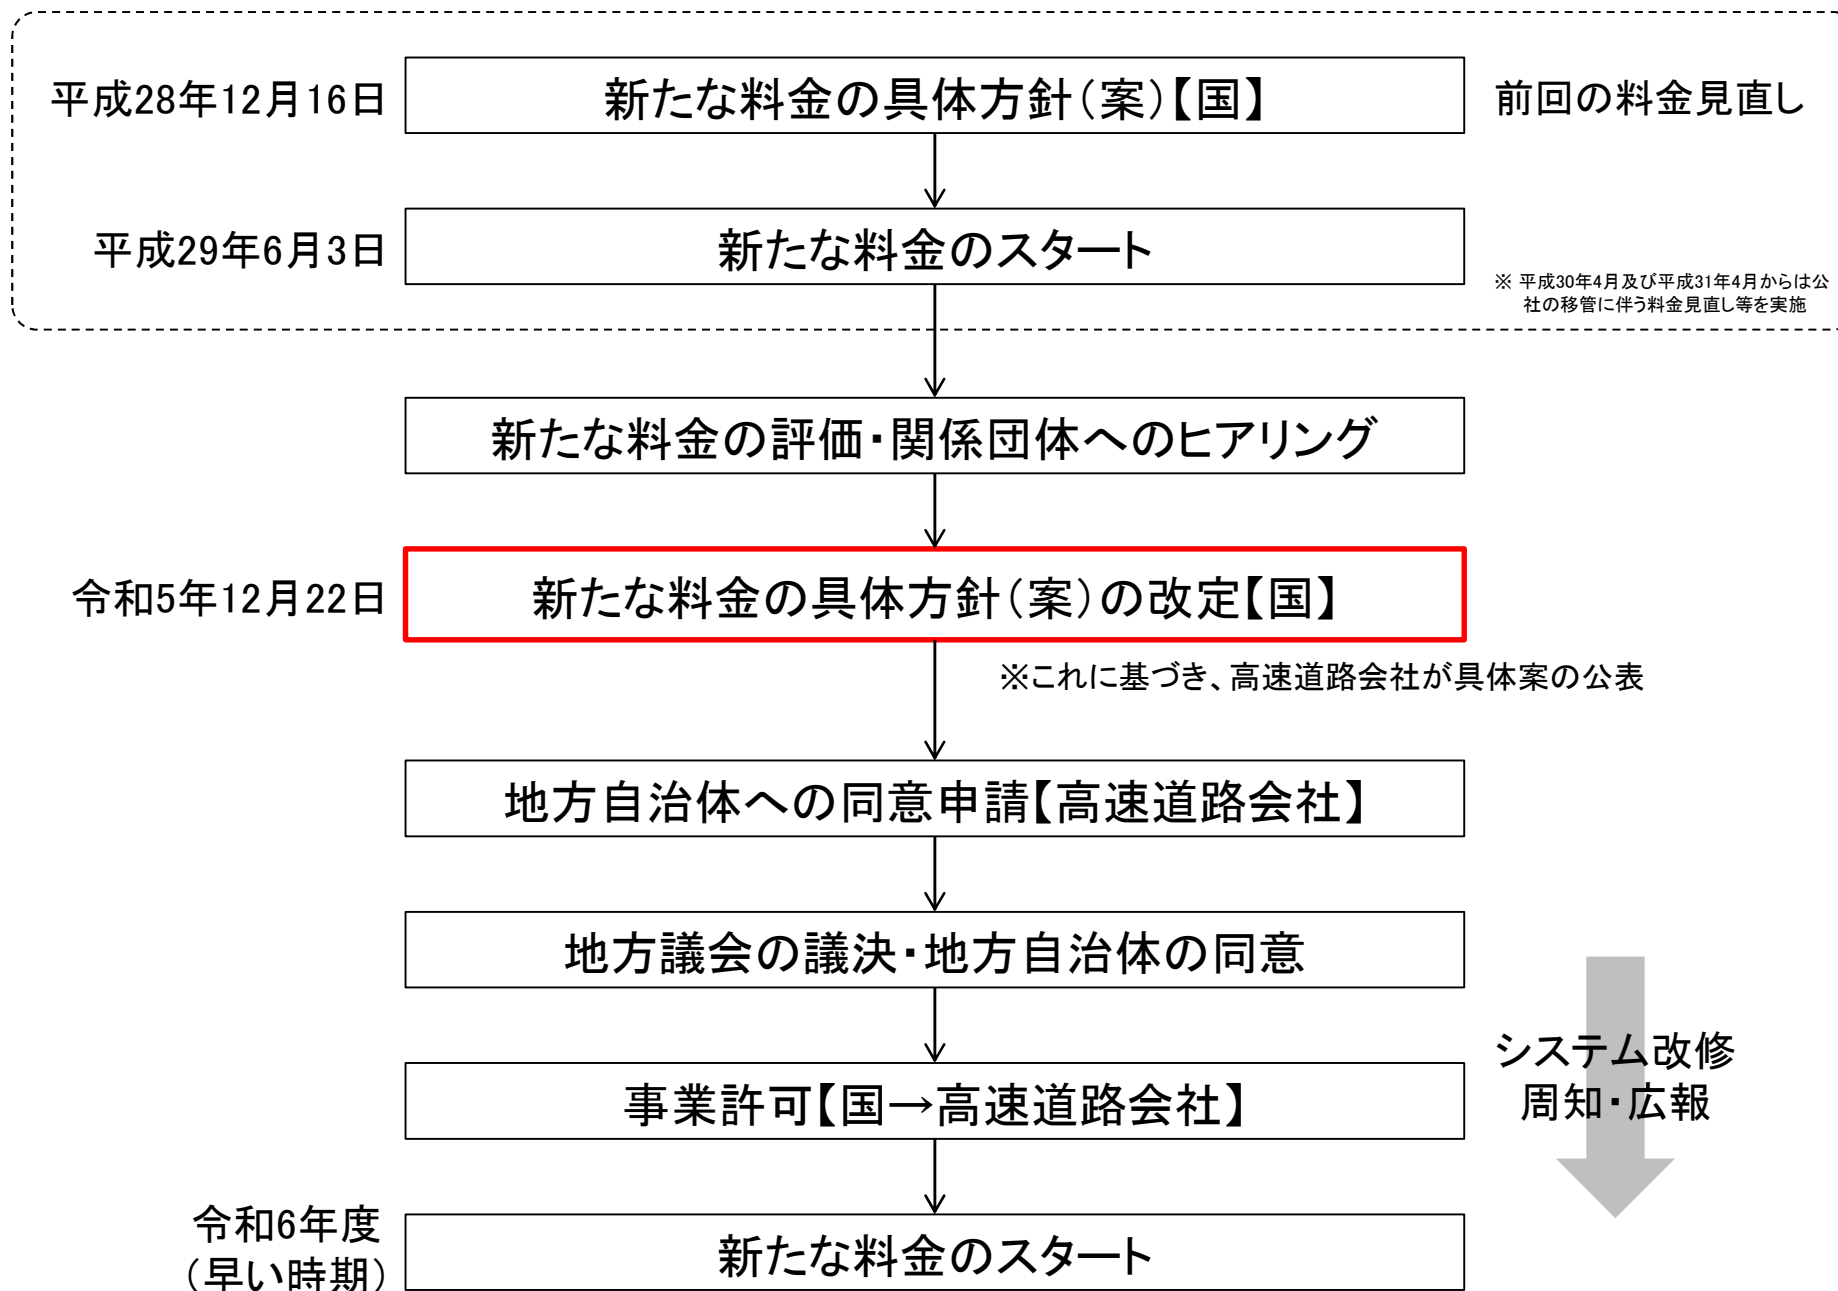 平成28年12月16日
新たな料金の具体方針(案)【国】
前回の料金見直し
平成29年6月3日
新たな料金のスタート
※ 平成30年4月及び平成31年4月からは公
社の移管に伴う料金見直し等を実施
新たな料金の評価・関係団体へのヒアリング
令和5年12月22日
新たな料金の具体方針(案)の改定【国】
※これに基づき、高速道路会社が具体案の公表
地方自治体への同意申請【高速道路会社】
地方議会の議決・地方自治体の同意
システム改修
周知・広報
事業許可【国→高速道路会社】
令和6年度
(早い時期)
新たな料金のスタート